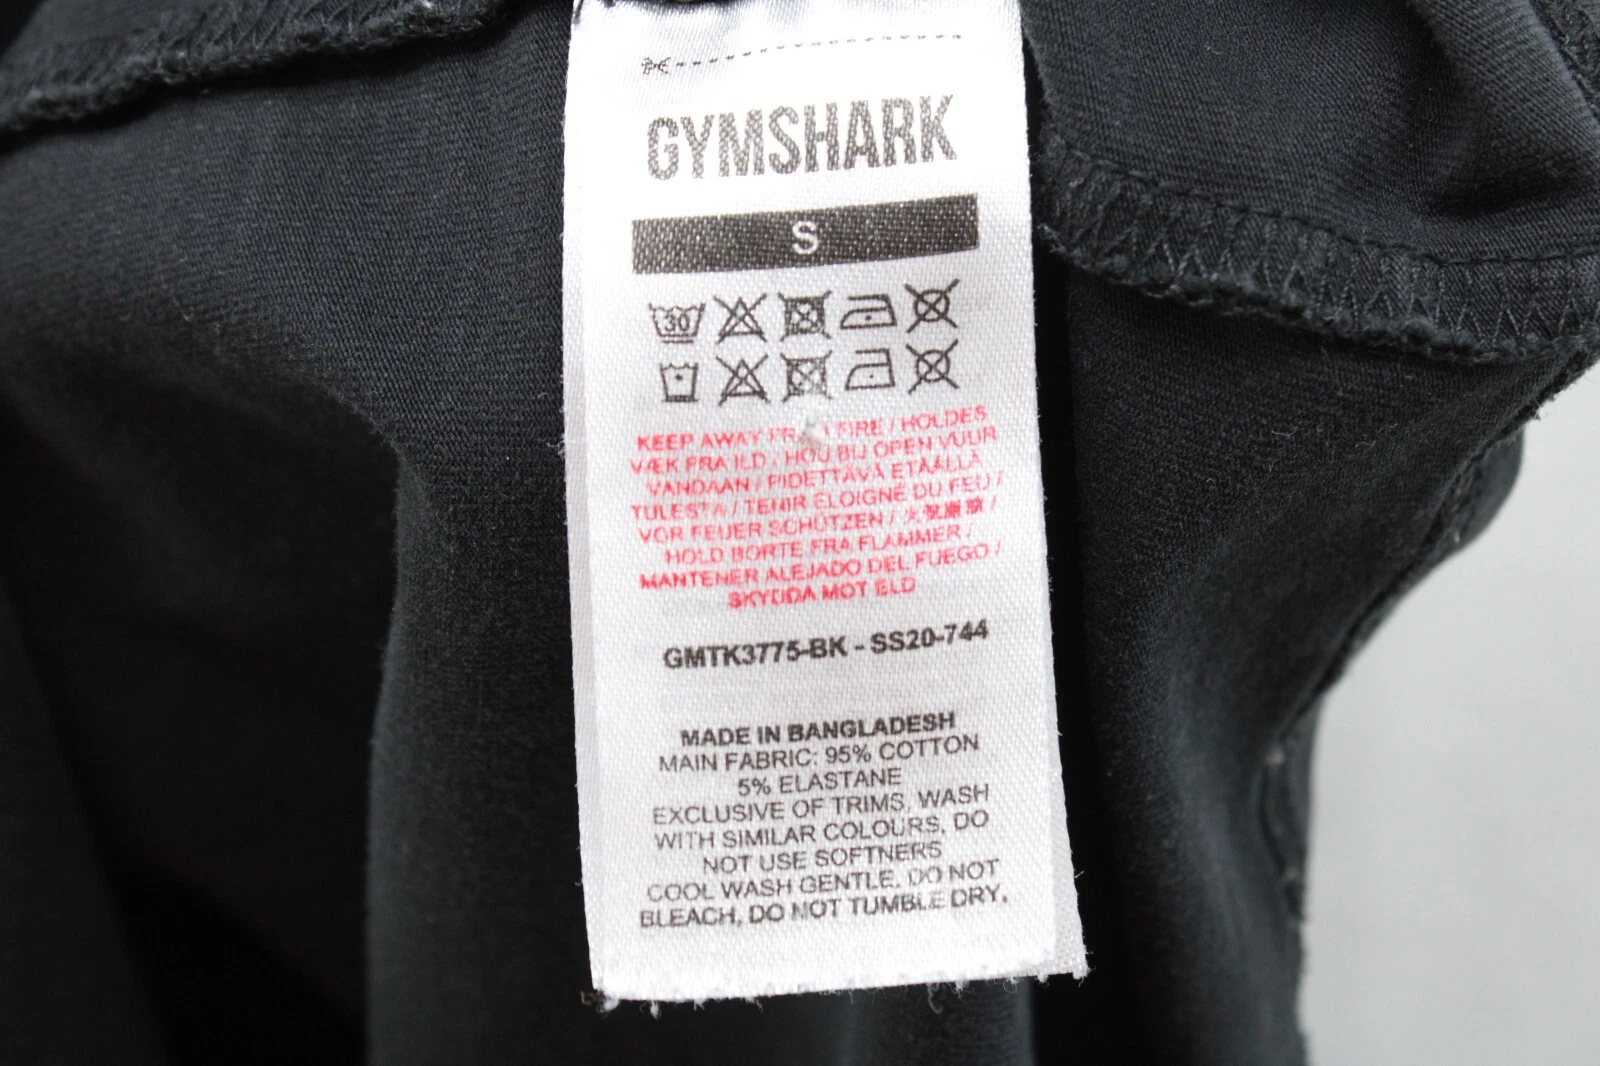 GYMSHARK
S
30
KEEP AWAY FIRE / HOLDES
VÆK FRA ILD / HOU BIJ OPEN VUUR
VANDAAN / PIDETTÄVÄ ETÄÄLLÄ
TULESTA / TENIR ÉLOIGNÉ DU FEU /
VOR FEUER SCHÜTZEN /
HOLD BORTE FRA FLAMMER /
MANTENER ALEJADO DEL FUEGO /
SKYDDA MOT ELD
GMTK3775-BK - SS20-744
MADE IN BANGLADESH
MAIN FABRIC: 95% COTTON
5% ELASTANE
EXCLUSIVE OF TRIMS, WASH
WITH SIMILAR COLOURS, DO
NOT USE SOFTNERS
COOL WASH GENTLE, DO NOT
BLEACH, DO NOT TUMBLE DRY,